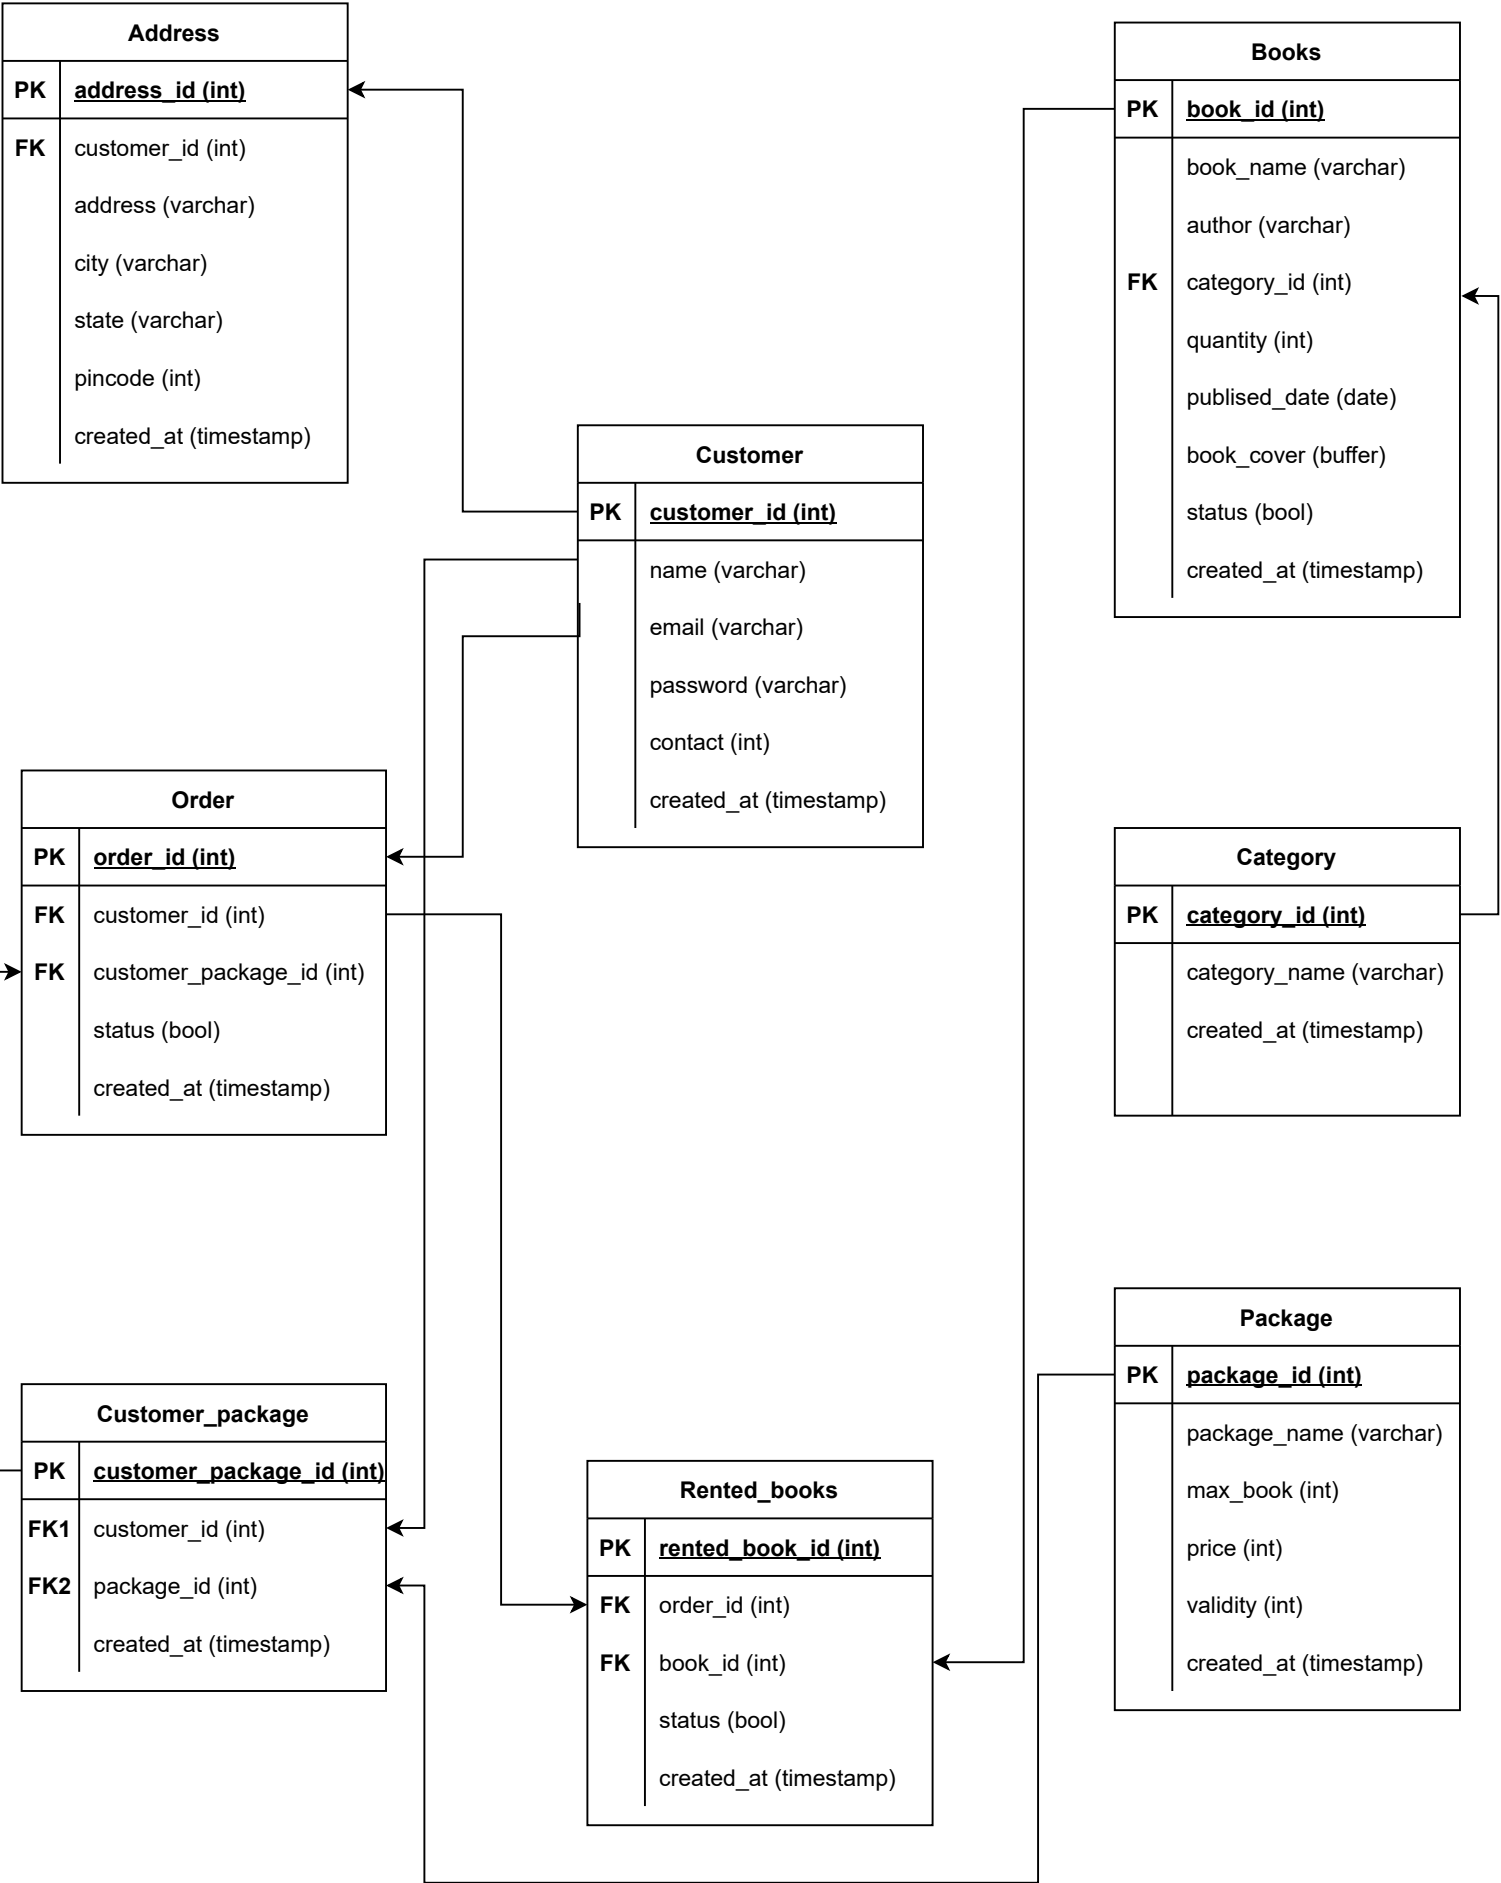 Address
PK address_id (int)
FK customer_id (int)
address (varchar)
city (varchar)
state (varchar)
pincode (int)
created_at (timestamp)
Books
PK book_id (int)
book_name (varchar)
author (varchar)
FK category_id (int)
quantity (int)
publised_date (date)
book_cover (buffer)
status (bool)
created_at (timestamp)
Customer
PK customer_id (int)
name (varchar)
email (varchar)
password (varchar)
contact (int)
created_at (timestamp)
Order
PK order_id (int)
FK customer_id (int)
FK customer_package_id (int)
status (bool)
created_at (timestamp)
Category
PK category_id (int)
category_name (varchar)
created_at (timestamp)
Customer_package
PK customer_package_id (int)
FK1 customer_id (int)
FK2 package_id (int)
created_at (timestamp)
Rented_books
PK rented_book_id (int)
FK order_id (int)
FK book_id (int)
status (bool)
created_at (timestamp)
Package
PK package_id (int)
package_name (varchar)
max_book (int)
price (int)
validity (int)
created_at (timestamp)